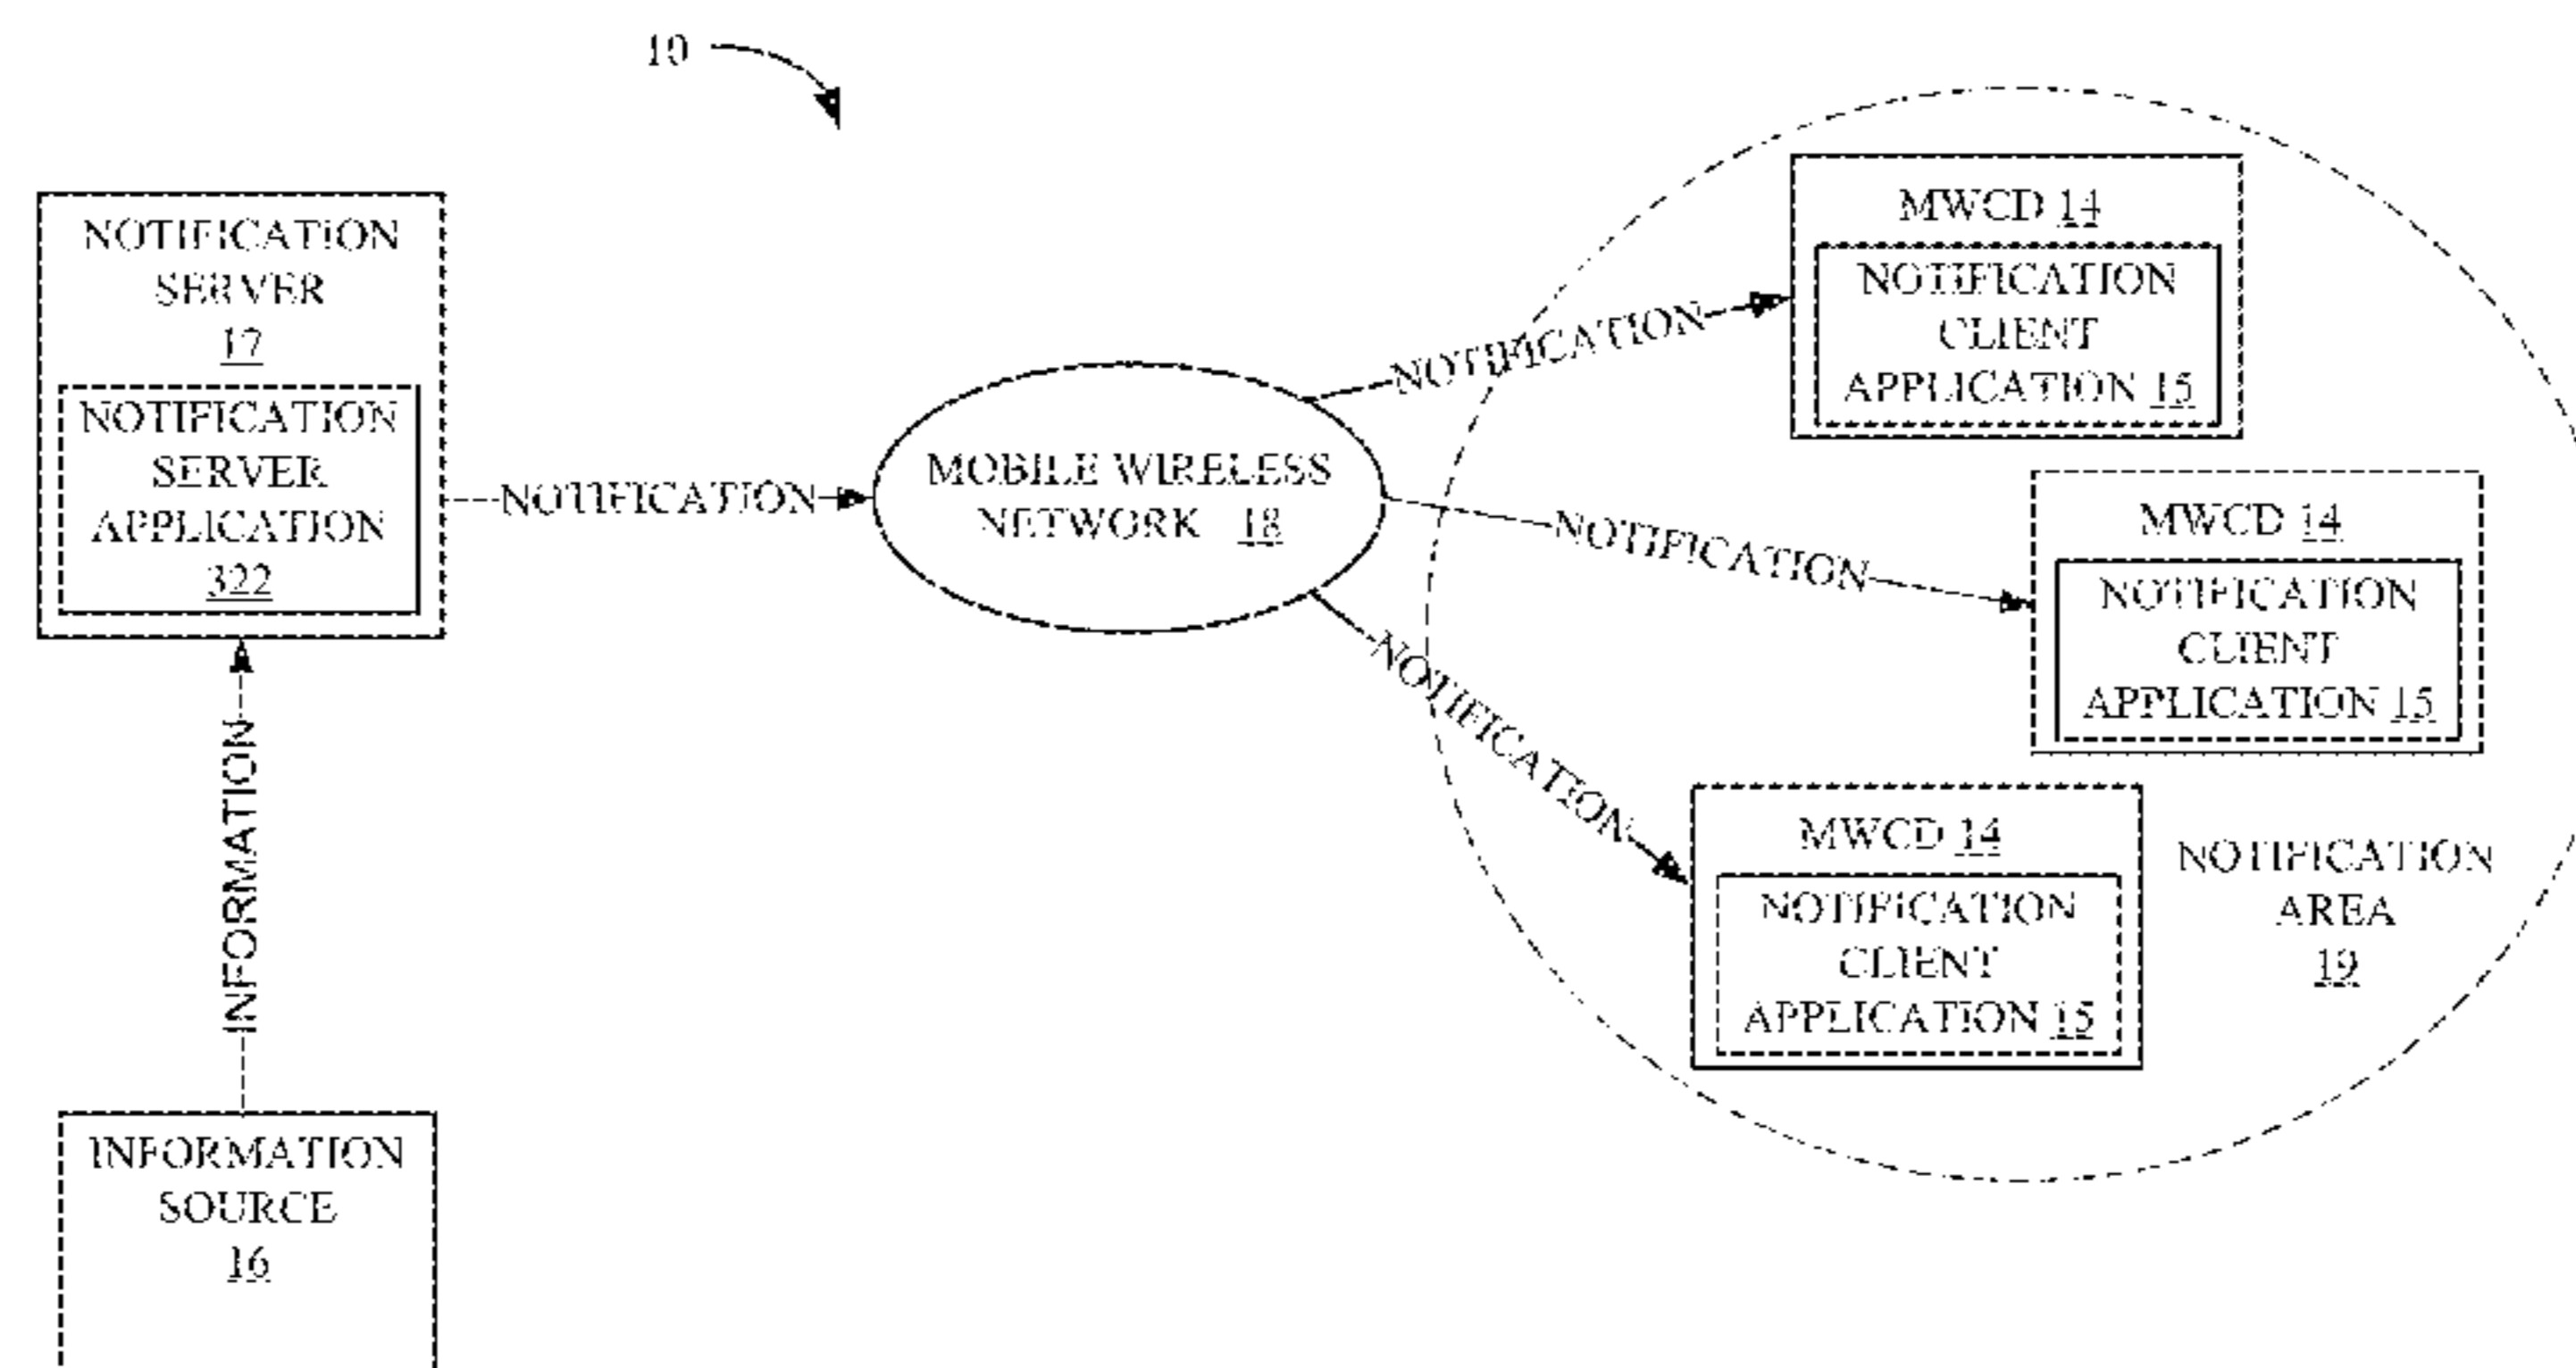 10
NOTIFICATION
SERVER
17
NOTIFICATION
SERVER
APPLICATION
322
NOTIFICATION
INFORMATION
INFORMATION
SOURCE
16
MOBILE WIRELESS
NETWORK 18
NOTIFICATION
NOTIFICATION
NOTIFICATION
MWCD 14
NOTIFICATION
CLIENT
APPLICATION 15
MWCD 14
NOTIFICATION
CLIENT
APPLICATION 15
MWCD 14
NOTIFICATION
CLIENT
APPLICATION 15
NOTIFICATION
AREA
19